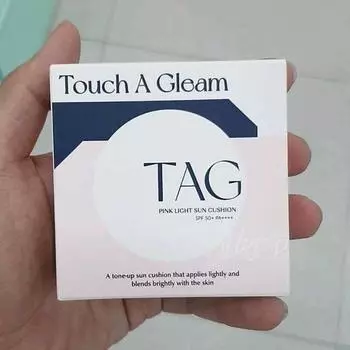 Touch A Gleam
TAG
PINK LIGHT SUN CUSHION
SPF 50+ PA++++
A tone-up sun cushion that applies lightly and
blends brightly with the skin